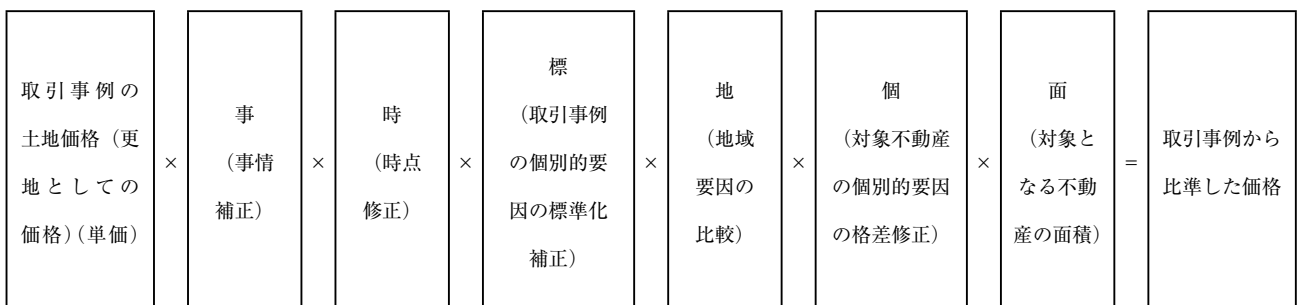 取引事例の
土地価格（更
地としての
価格）（単価）
×
事
（事情
補正）
×
時
（時点
修正）
×
標
（取引事例
の個別的要
因の標準化
補正）
×
地
（地域
要因の
比較）
×
個
（対象不動産
の個別的要因
の格差修正）
×
面
（対象と
なる不動
産の面積）
=
取引事例から
比準した価格